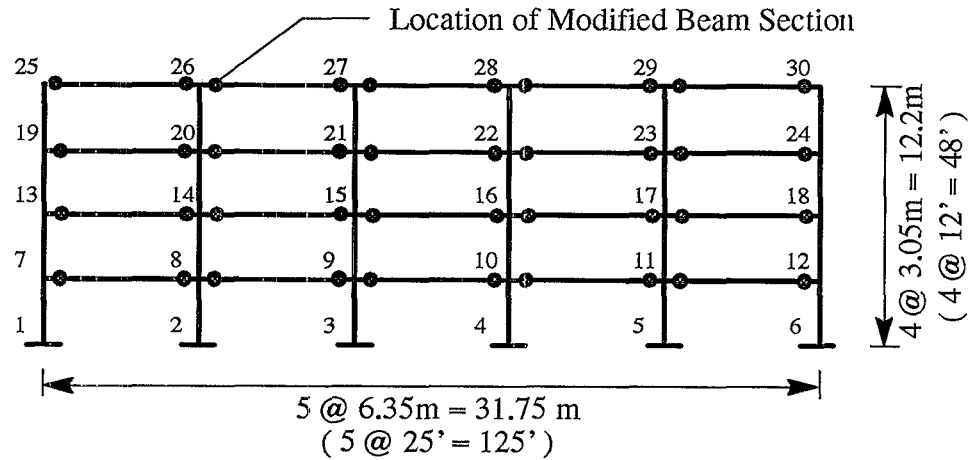 Location of Modified Beam Section
25 26 27 28 29 30
19 20 21 22 23 24
13 14 15 16 17 18
7 8 9 10 11 12
1 2 3 4 5 6
4 @ 3.05m = 12.2m
( 4 @ 12' = 48')
5 @ 6.35m = 31.75 m
( 5 @ 25' = 125')